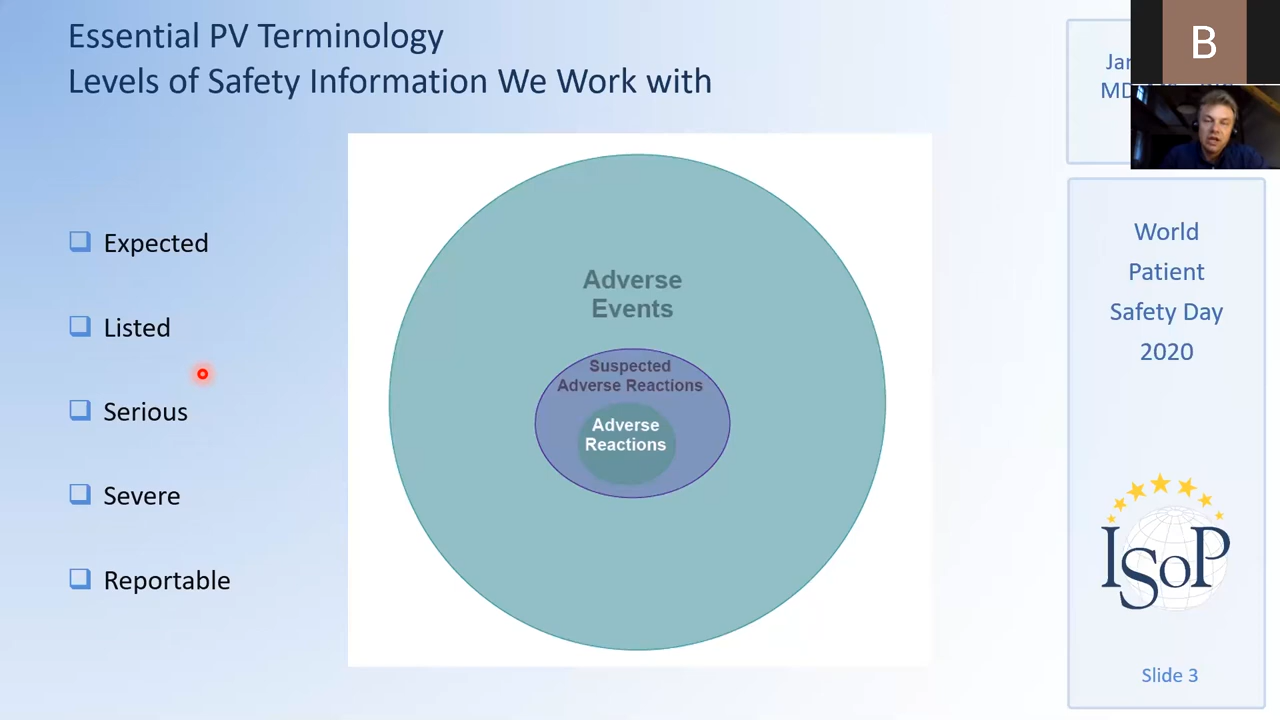 Essential PV Terminology
Levels of Safety Information We Work with
Expected
Listed
Serious
Severe
Reportable
Adverse
Events
Suspected
Adverse Reactions
Adverse
Reactions
B
World
Patient
Safety Day
2020
ISoP
Slide 3